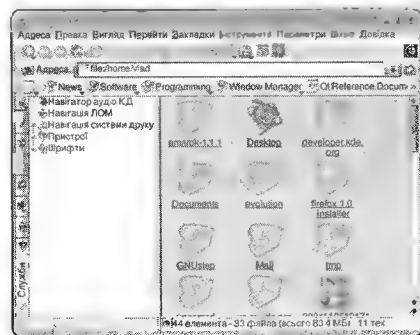 Адреса Правка Вигляд Перейти Закладки Інструменти Параметри Вікно Довідка
Адреса: file:/home/vlad
News Software Programming Window Manager Qt Reference Docum
Навігатор аудіо КД
Навігація ЛОМ
Навігація системи друку
Пристрої
Шрифти
Служби
amarok-1.1.1 Desktop developer.kde.org
Documents evolution firefox 1.0 installer
GNUstep Mail tmp
44 елемента - 33 файла (всього 83.4 МБ) 11 тек